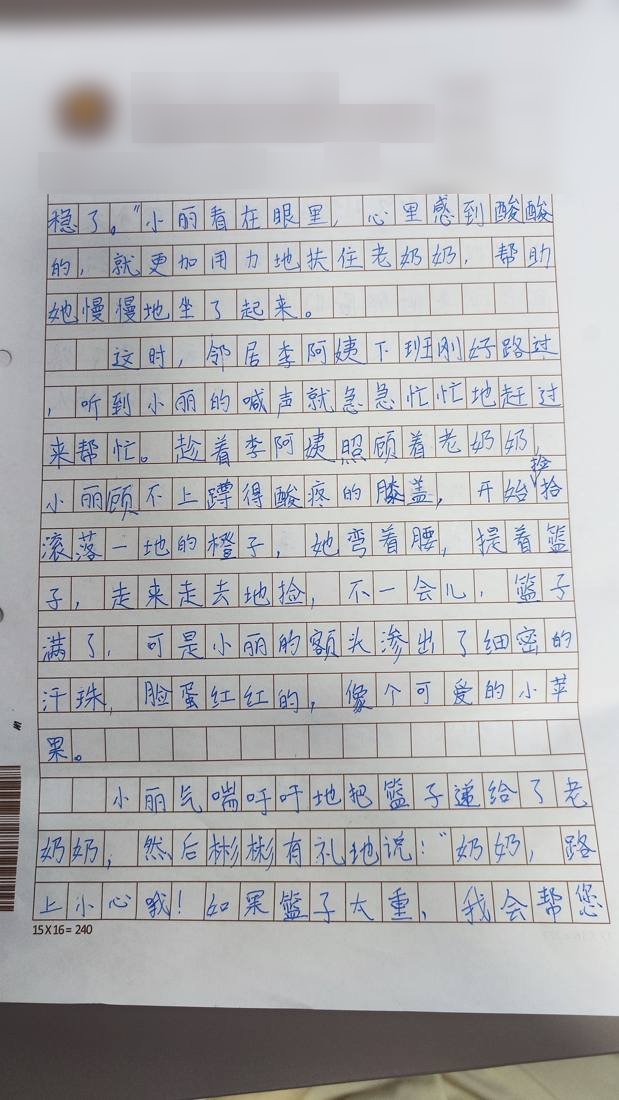 稳了。”小丽看在眼里，心里感到酸酸
的，就更加用力地扶住老奶奶，帮助
她慢慢地坐了起来。
这时，邻居李阿姨下班刚好路过
，听到小丽的喊声就急急忙忙地赶过
来帮忙。趁着李阿姨照顾着老奶奶，
小丽顾不上蹲得酸疼的膝盖，开始捡拾
滚落一地的橙子，她弯着腰，提着篮
子，走来走去地捡，不一会儿，篮子
满了，可是小丽的额头渗出了细密的
汗珠，脸蛋红红的，像个可爱的小苹
果。
小丽气喘吁吁地把篮子递给了老
奶奶，然后彬彬有礼地说：“奶奶，路
上小心哦！如果篮子太重，我会帮您
15X16=240